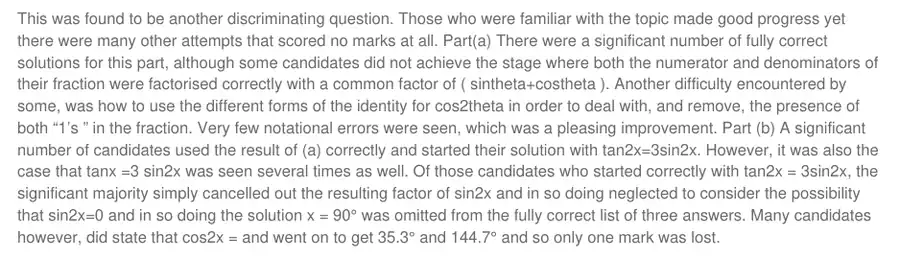 This was found to be another discriminating question. Those who were familiar with the topic made good progress yet
there were many other attempts that scored no marks at all. Part(a) There were a significant number of fully correct
solutions for this part, although some candidates did not achieve the stage where both the numerator and denominators of
their fraction were factorised correctly with a common factor of ( sintheta+costheta ). Another difficulty encountered by
some, was how to use the different forms of the identity for cos2theta in order to deal with, and remove, the presence of
both “1’s ” in the fraction. Very few notational errors were seen, which was a pleasing improvement. Part (b) A significant
number of candidates used the result of (a) correctly and started their solution with tan2x=3sin2x. However, it was also the
case that tanx =3 sin2x was seen several times as well. Of those candidates who started correctly with tan2x = 3sin2x, the
significant majority simply cancelled out the resulting factor of sin2x and in so doing neglected to consider the possibility
that sin2x=0 and in so doing the solution x = 90° was omitted from the fully correct list of three answers. Many candidates
however, did state that cos2x = and went on to get 35.3° and 144.7° and so only one mark was lost.